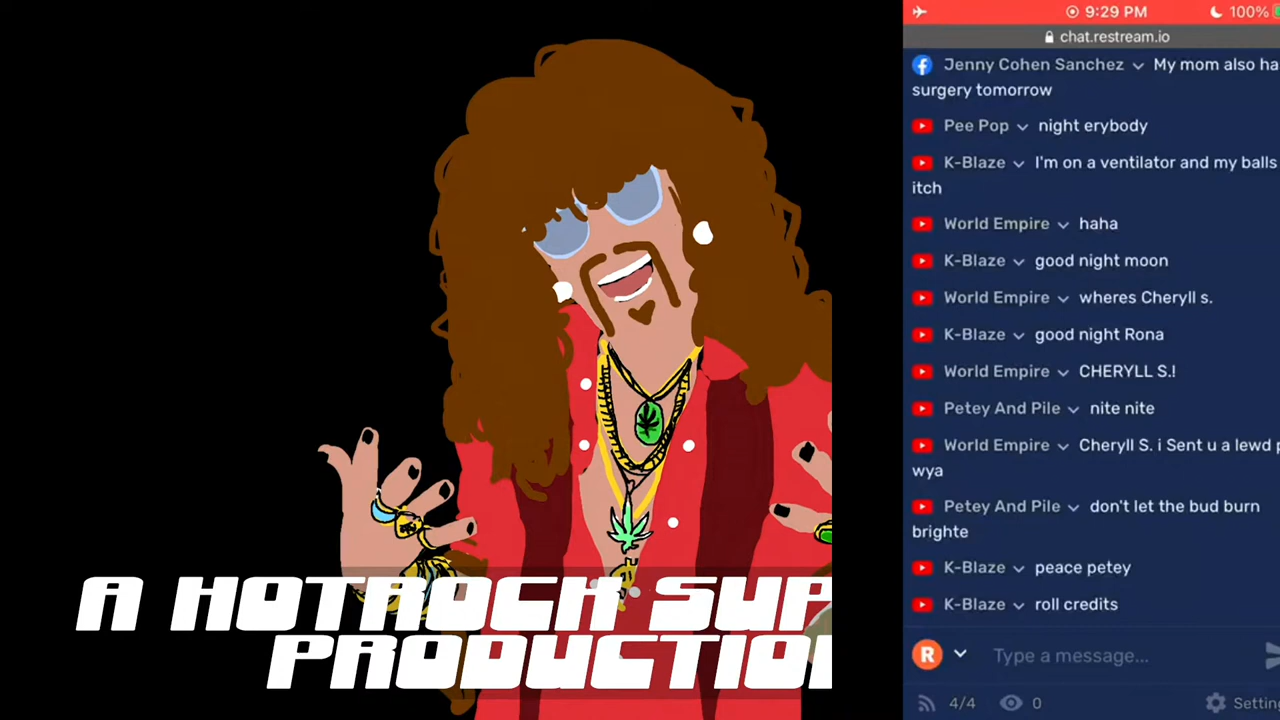 A HOTROCK SUP
PRODUCTION
9:29 PM
100%
chat.restream.io
Jenny Cohen Sanchez My mom also ha
surgery tomorrow
Pee Pop night erybody
K-Blaze I'm on a ventilator and my balls
itch
World Empire haha
K-Blaze good night moon
World Empire wheres Cheryll s.
K-Blaze good night Rona
World Empire CHERYLL S.!
Petey And Pile nite nite
World Empire Cheryll S. i Sent u a lewd p
wya
Petey And Pile don't let the bud burn
brighte
K-Blaze peace petey
K-Blaze roll credits
R
Type a message...
4/4 0
Settin